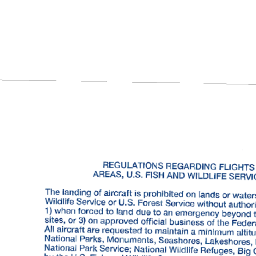 REGULATIONS REGARDING FLIGHTS
AREAS, U.S. FISH AND WILDLIFE SERVIC
The landing of aircraft is prohibited on lands or water
Wildlife Service or U.S. Forest Service without authori
1) when forced to land due to an emergency beyond t
sites, or 3) on approved official business of the Feder
All aircraft are requested to maintain a minimum altitu
National Parks, Monuments, Seashores, Lakeshores,
National Park Service; National Wildlife Refuges, Big